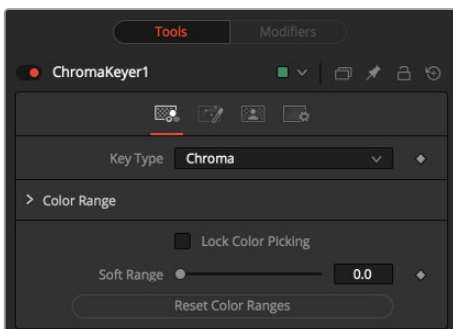 Tools Modifiers
ChromaKeyer1
Key Type Chroma
Color Range
Lock Color Picking
Soft Range 0.0
Reset Color Ranges